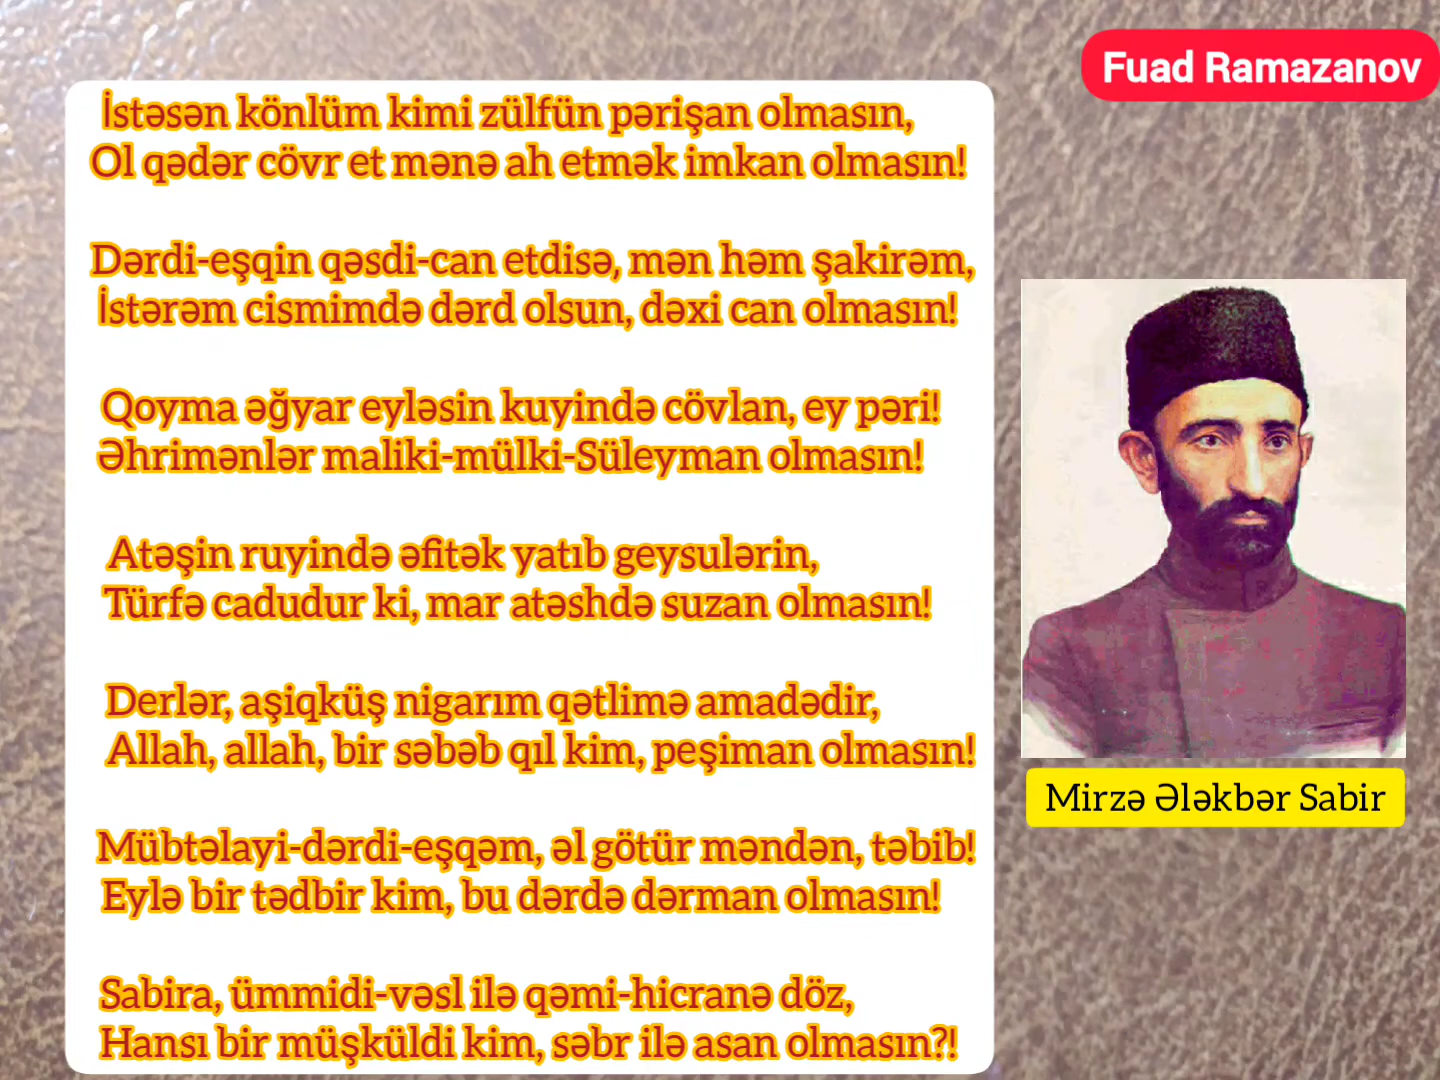 Fuad Ramazanov
İstəsən könlüm kimi zülfün pərişan olmasın,
Ol qədər cövr et mənə ah etmək imkan olmasın!
Dərdi-eşqin qəsdi-can etdisə, mən həm şakirəm,
İstərəm cismimdə dərd olsun, dəxi can olmasın!
Qoyma əğyar eyləsin kuyində cövlan, ey pəri!
Əhrimənlər maliki-mülki-Süleyman olmasın!
Atəşin ruyində əfitək yatıb geysulərin,
Türfə cadudur ki, mar atəshdə suzan olmasın!
Derlər, aşiqküş nigarım qətlimə amadədir,
Allah, allah, bir səbəb qıl kim, peşiman olmasın!
Mübtəlayi-dərdi-eşqəm, əl götür məndən, təbib!
Eylə bir tədbir kim, bu dərdə dərman olmasın!
Sabira, ümmidi-vəsl ilə qəmi-hicranə döz,
Hansı bir müşküldi kim, səbr ilə asan olmasın?!
Mirzə Ələkbər Sabir